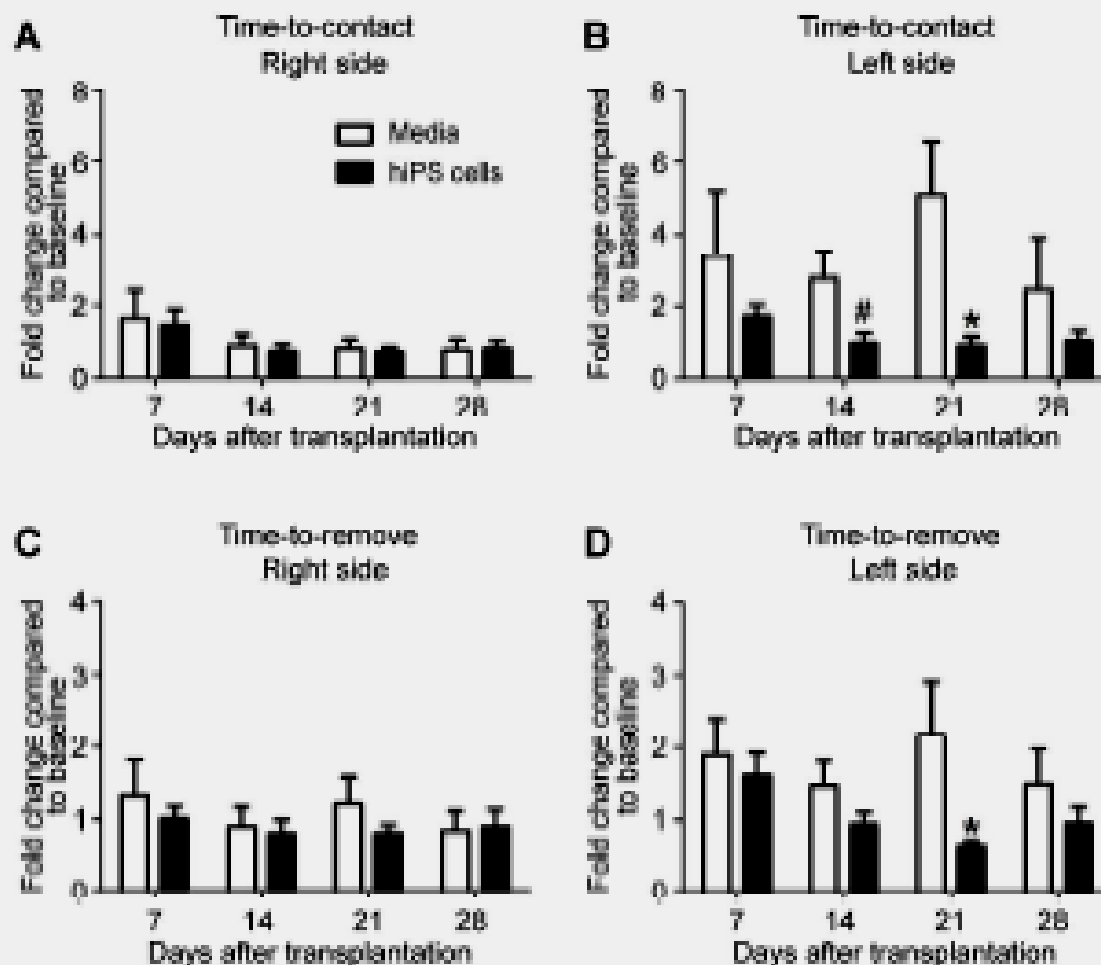 A
Time-to-contact
Right side
Fold change compared
to baseline
8
6
4
2
0
Media
hiPS cells
7 14 21 28
Days after transplantation
B
Time-to-contact
Left side
Fold change compared
to baseline
8
6
4
2
0
#
*
7 14 21 28
Days after transplantation
C
Time-to-remove
Right side
Fold change compared
to baseline
4
3
2
1
0
7 14 21 28
Days after transplantation
D
Time-to-remove
Left side
Fold change compared
to baseline
4
3
2
1
0
*
7 14 21 28
Days after transplantation